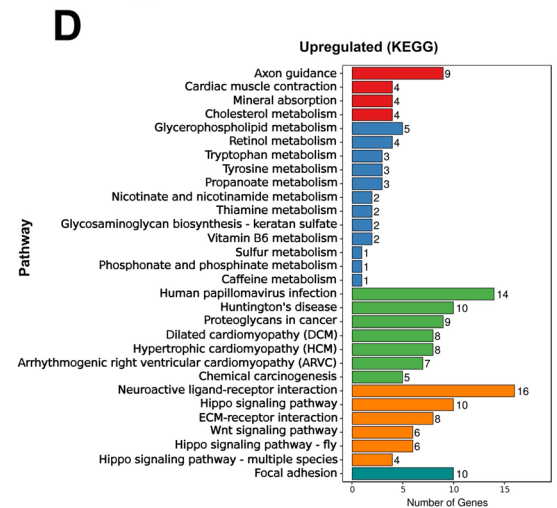 D
Upregulated (KEGG)
Pathway
Axon guidance 9
Cardiac muscle contraction 4
Mineral absorption 4
Cholesterol metabolism 4
Glycerophospholipid metabolism 5
Retinol metabolism 4
Tryptophan metabolism 3
Tyrosine metabolism 3
Propanoate metabolism 3
Nicotinate and nicotinamide metabolism 2
Thiamine metabolism 2
Glycosaminoglycan biosynthesis - keratan sulfate 2
Vitamin B6 metabolism 2
Sulfur metabolism 1
Phosphonate and phosphinate metabolism 1
Caffeine metabolism 1
Human papillomavirus infection 14
Huntington's disease 10
Proteoglycans in cancer 9
Dilated cardiomyopathy (DCM) 8
Hypertrophic cardiomyopathy (HCM) 8
Arrhythmogenic right ventricular cardiomyopathy (ARVC) 7
Chemical carcinogenesis 5
Neuroactive ligand-receptor interaction 16
Hippo signaling pathway 10
ECM-receptor interaction 8
Wnt signaling pathway 6
Hippo signaling pathway - fly 6
Hippo signaling pathway - multiple species 4
Focal adhesion 10
0 5 10 15
Number of Genes